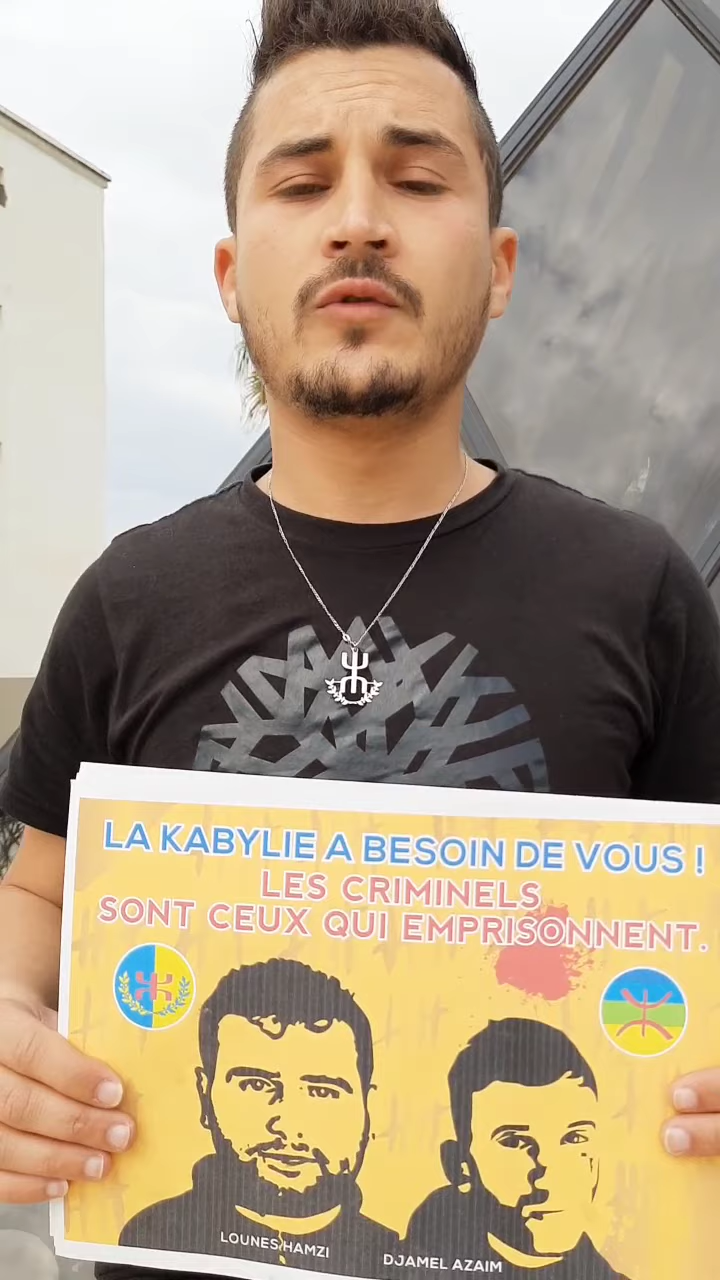 LA KABYLIE A BESOIN DE VOUS !
LES CRIMINELS
SONT CEUX QUI EMPRISONNENT.
LOUNES HAMZI
DJAMEL AZAIM